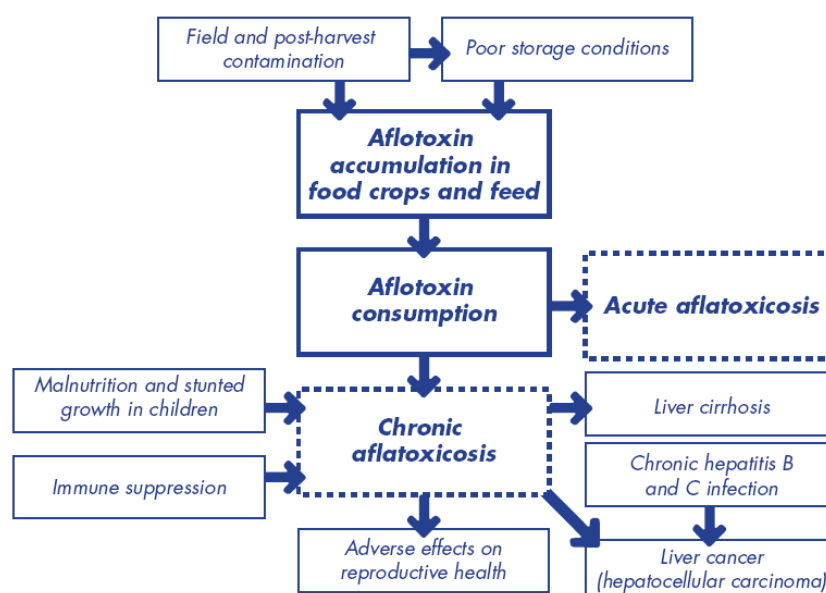 Field and post-harvest
contamination
Poor storage conditions
Aflotoxin
accumulation in
food crops and feed
Aflotoxin
consumption
Acute aflatoxicosis
Malnutrition and stunted
growth in children
Chronic
aflatoxicosis
Liver cirrhosis
Immune suppression
Chronic hepatitis B
and C infection
Adverse effects on
reproductive health
Liver cancer
(hepatocellular carcinoma)